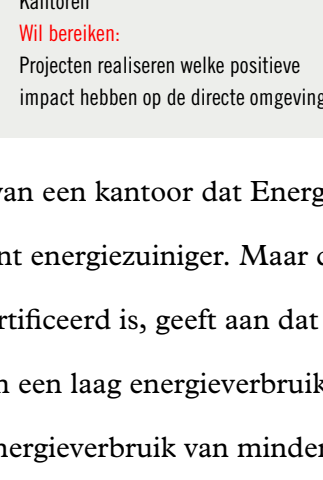 Kantoren
Wil bereiken:
Projecten realiseren welke positieve
impact hebben op de directe omgeving
van een kantoor dat Energ
nt energiezuiniger. Maar d
rtificeerd is, geeft aan dat
n een laag energieverbruik
nergieverbruik van minder